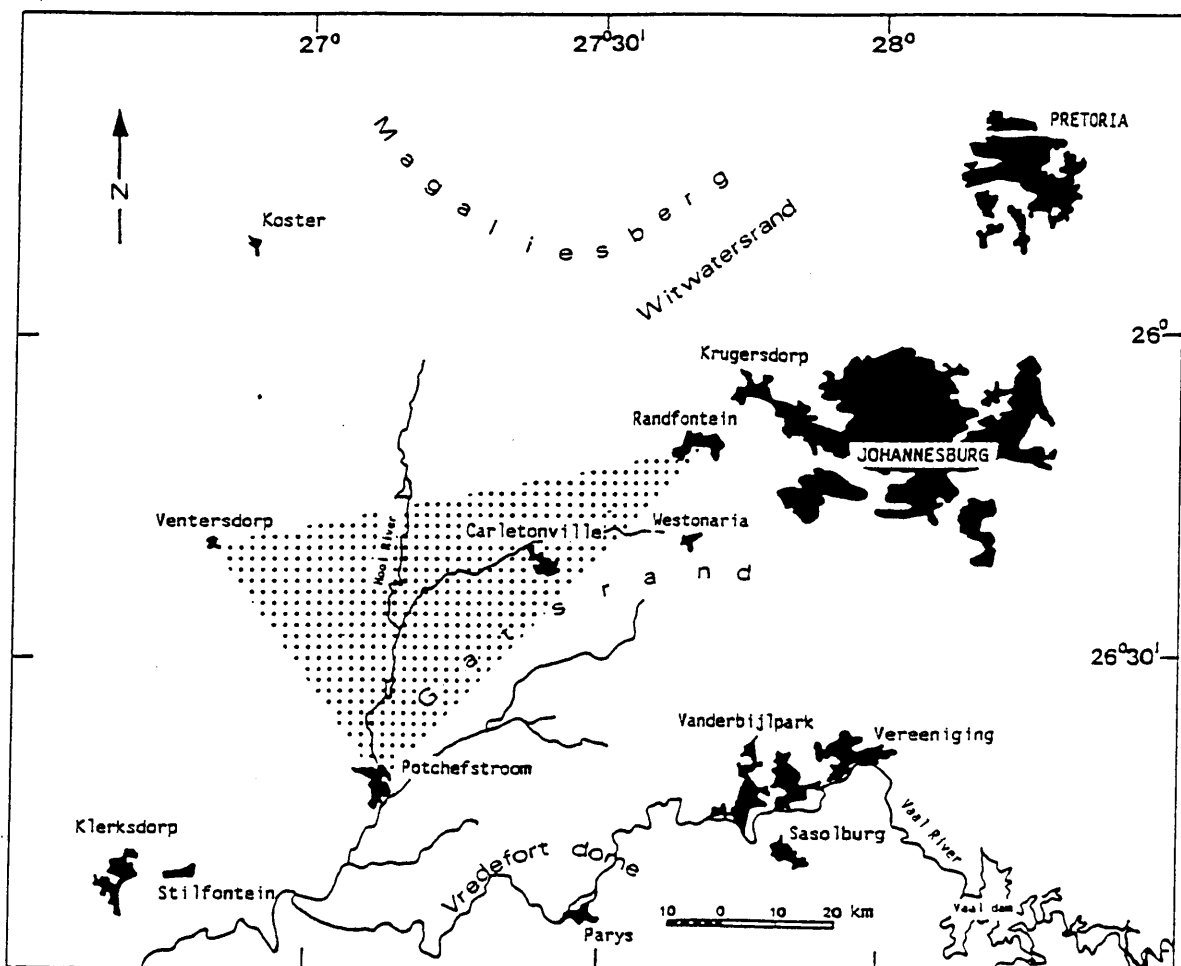 27° 27°30' 28°
PRETORIA
N
Magaliesberg
Koster
Witwatersrand
26°
Krugersdorp
Randfontein
JOHANNESBURG
Ventersdorp
Mooi River
Carletonville
Westonaria
Gatsrand
26°30'
Vanderbijlpark
Vereeniging
Potchefstroom
Vaal River
Klerksdorp
Sasolburg
Vredefort dome
Stilfontein
Vaal dam
10 0 10 20 km
Parys